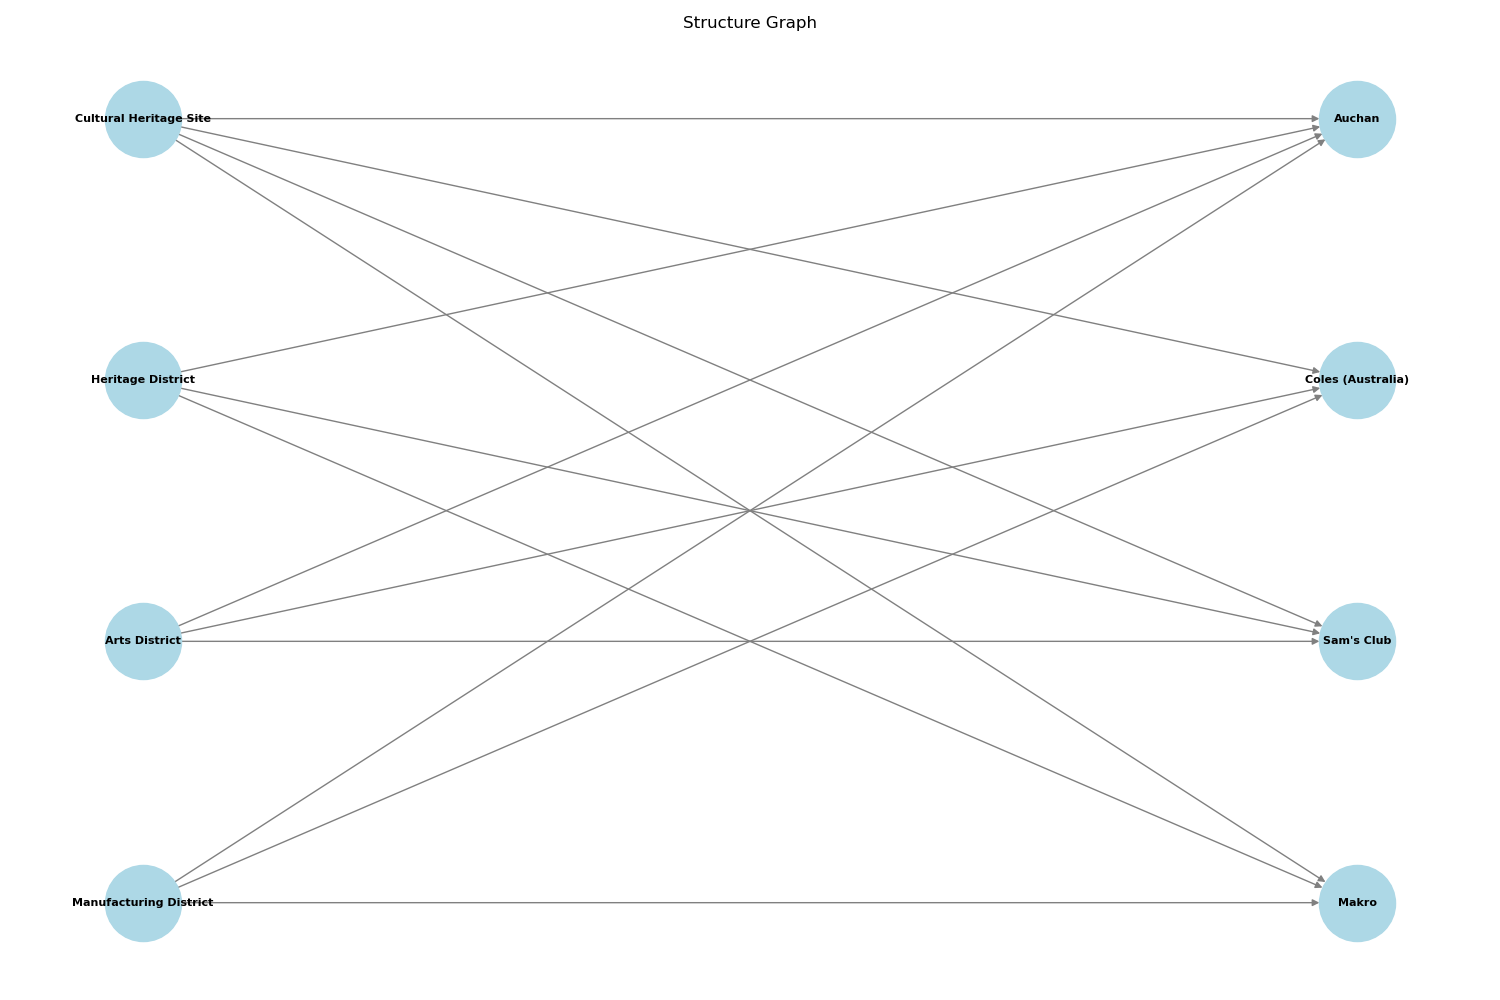 Structure Graph
Cultural Heritage Site
Auchan
Heritage District
Coles (Australia)
Arts District
Sam's Club
Manufacturing District
Makro